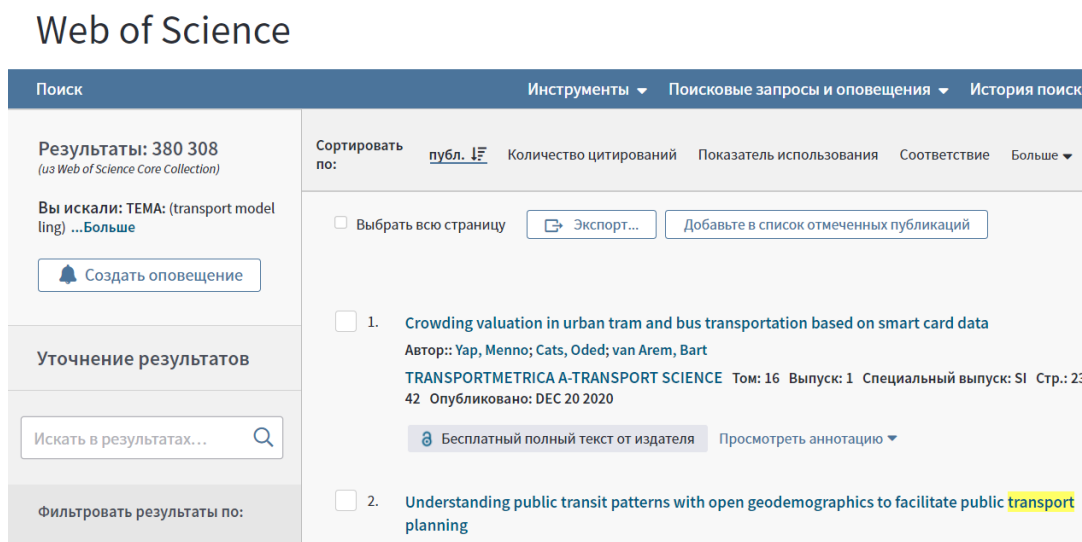 Web of Science
Поиск
Инструменты
Поисковые запросы и оповещения
История поиск
Результаты: 380 308
(из Web of Science Core Collection)
Вы искали: ТЕМА: (transport model
ling) ...Больше
Создать оповещение
Уточнение результатов
Искать в результатах...
Фильтровать результаты по:
Сортировать
по:
публ.
Количество цитирований
Показатель использования
Соответствие
Больше
Выбрать всю страницу
Экспорт...
Добавьте в список отмеченных публикаций
1. Crowding valuation in urban tram and bus transportation based on smart card data
Автор:: Yap, Menno; Cats, Oded; van Arem, Bart
TRANSPORTMETRICA A-TRANSPORT SCIENCE Том: 16 Выпуск: 1 Специальный выпуск: SI Стр.: 23
42 Опубликовано: DEC 20 2020
Бесплатный полный текст от издателя
Просмотреть аннотацию
2. Understanding public transit patterns with open geodemographics to facilitate public transport
planning